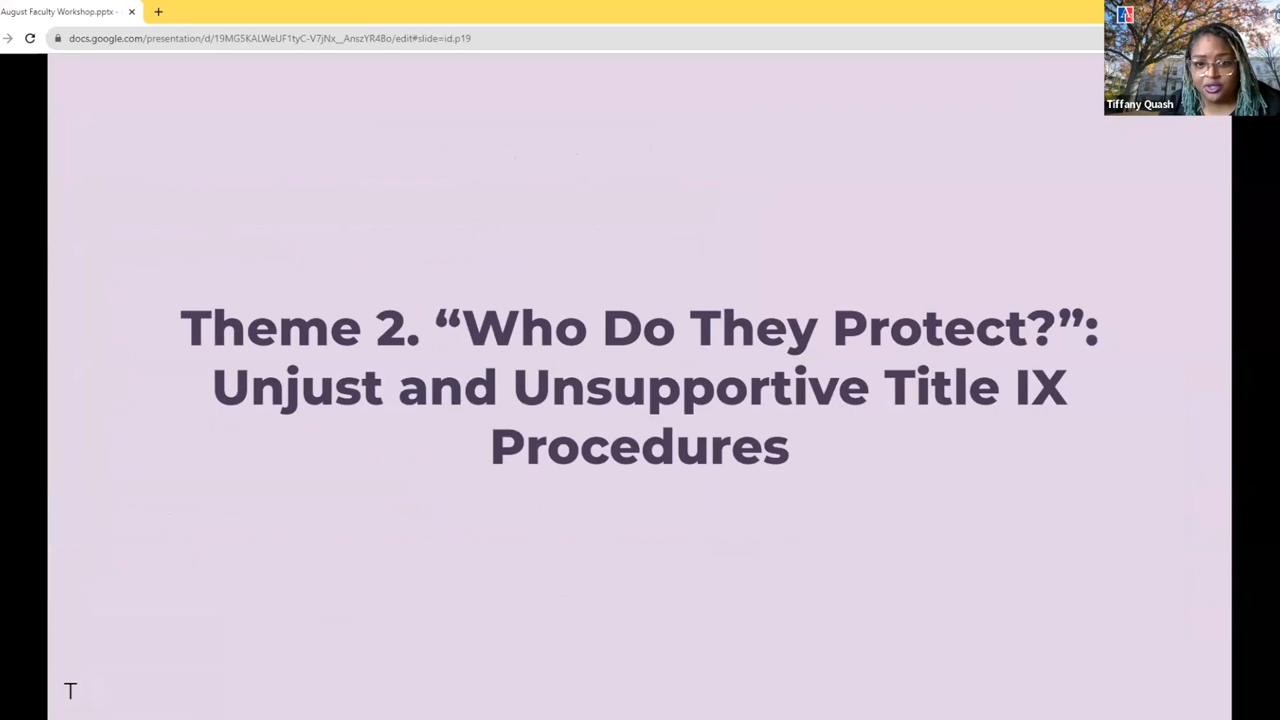 August Faculty Workshop.pptx -
docs.google.com/presentation/d/19MG5KALWeUF1tyC-V7jNx__AnszYR4Bo/edit#slide=id.p19
Tiffany Quash
Theme 2. “Who Do They Protect?”:
Unjust and Unsupportive Title IX
Procedures
T